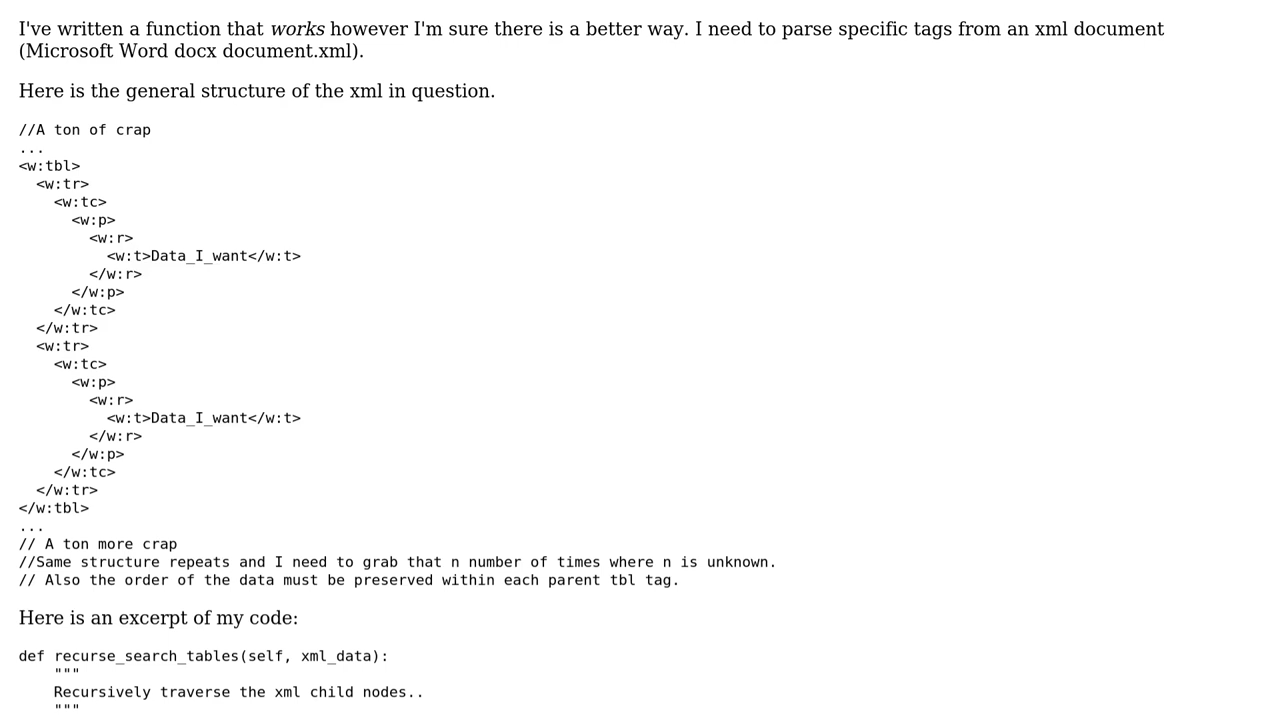 I've written a function that works however I'm sure there is a better way. I need to parse specific tags from an xml document
(Microsoft Word docx document.xml).
Here is the general structure of the xml in question.
//A ton of crap
...
<w:tbl>
  <w:tr>
    <w:tc>
      <w:p>
        <w:r>
          <w:t>Data_I_want</w:t>
        </w:r>
      </w:p>
    </w:tc>
  </w:tr>
  <w:tr>
    <w:tc>
      <w:p>
        <w:r>
          <w:t>Data_I_want</w:t>
        </w:r>
      </w:p>
    </w:tc>
  </w:tr>
</w:tbl>
...
// A ton more crap
//Same structure repeats and I need to grab that n number of times where n is unknown.
// Also the order of the data must be preserved within each parent tbl tag.
Here is an excerpt of my code:
def recurse_search_tables(self, xml_data):
    """
    Recursively traverse the xml child nodes..
    """